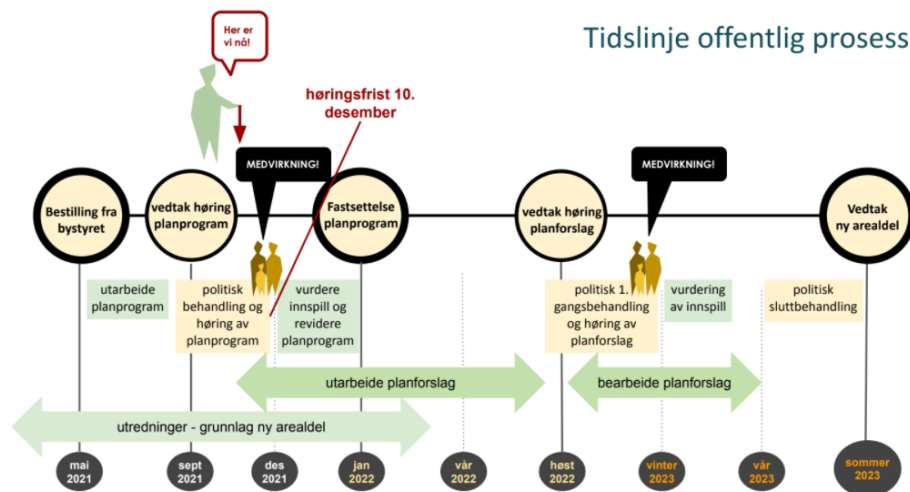 Tidslinje offentlig prosess
Her er
vi nå!
høringsfrist 10.
desember
MEDVIRKNING!
MEDVIRKNING!
Bestilling fra
bystyret
vedtak høring
planprogram
Fastsettelse
planprogram
vedtak høring
planforslag
Vedtak
ny arealdel
utarbeide
planprogram
politisk
behandling og
høring av
planprogram
vurdere
innspill og
revidere
planprogram
politisk 1.
gangsbehandling
og høring av
planforslag
vurdering
av innspill
politisk
sluttbehandling
utarbeide planforslag
bearbeide planforslag
utredninger - grunnlag ny arealdel
mai
2021
sept
2021
des
2021
jan
2022
vår
2022
høst
2022
vinter
2023
vår
2023
sommer
2023